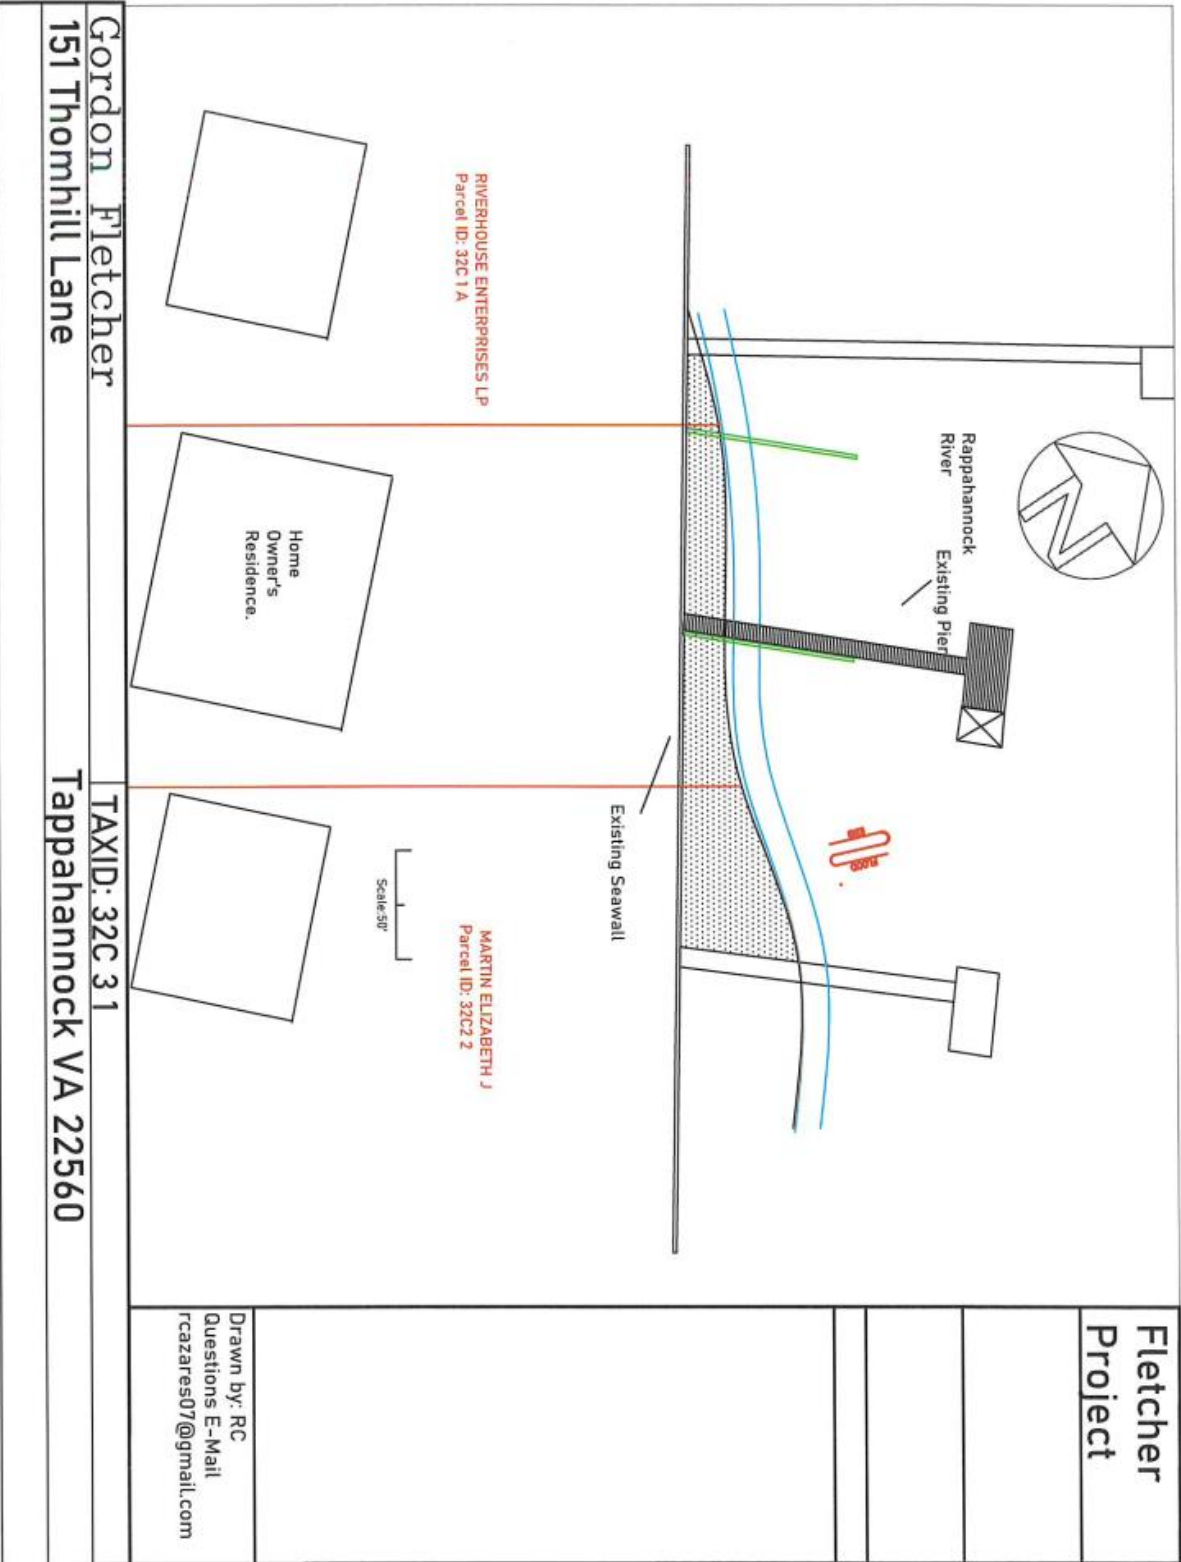 Fletcher
Project
N
Rappahannock
River
Existing Pier
EBB
FLOOD
Existing Seawall
RIVERHOUSE ENTERPRISES LP
Parcel ID: 32C 1 A
MARTIN ELIZABETH J
Parcel ID: 32C2 2
Scale:50'
Home
Owner's
Residence.
Drawn by: RC
Questions E-Mail
rcazares07@gmail.com
Gordon Fletcher
TAXID: 32C 3 1
151 Thomhill Lane
Tappahannock VA 22560